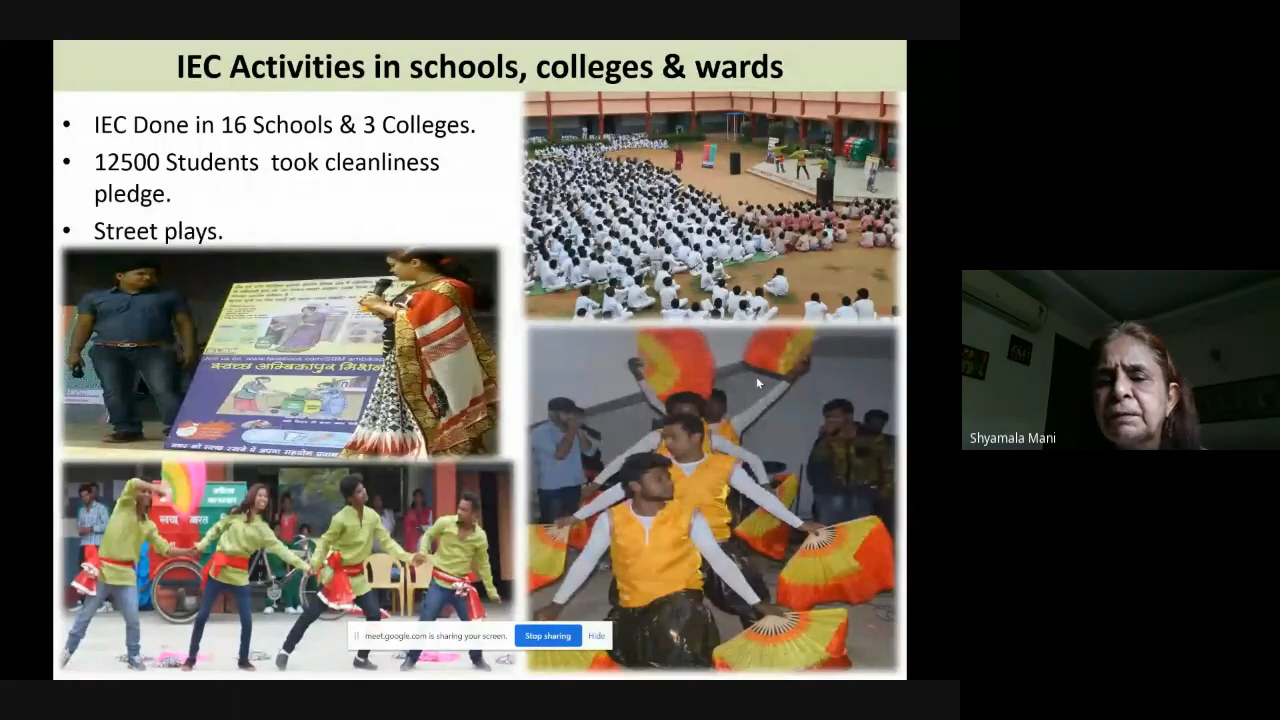 IEC Activities in schools, colleges & wards
• IEC Done in 16 Schools & 3 Colleges.
• 12500 Students took cleanliness
pledge.
• Street plays.
स्वच्छ अम्बिकापुर मिशन
meet.google.com is sharing your screen.
Stop sharing
Hide
Shyamala Mani